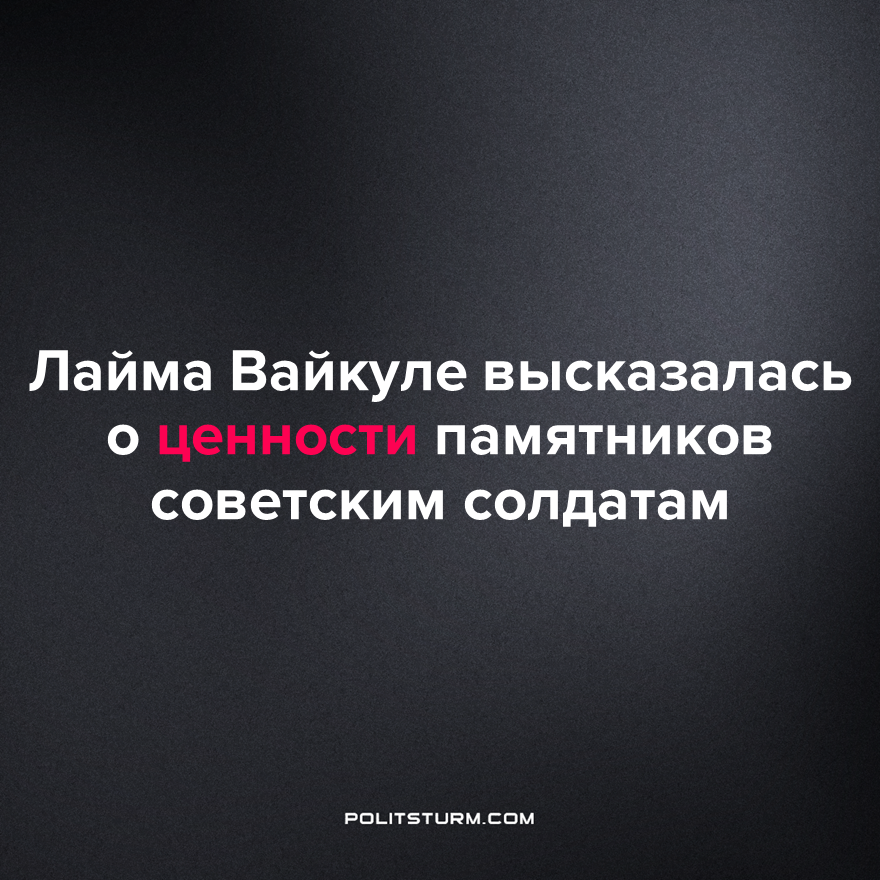 Лайма Вайкуле высказалась
о ценности памятников
советским солдатам
POLITSTURM.COM